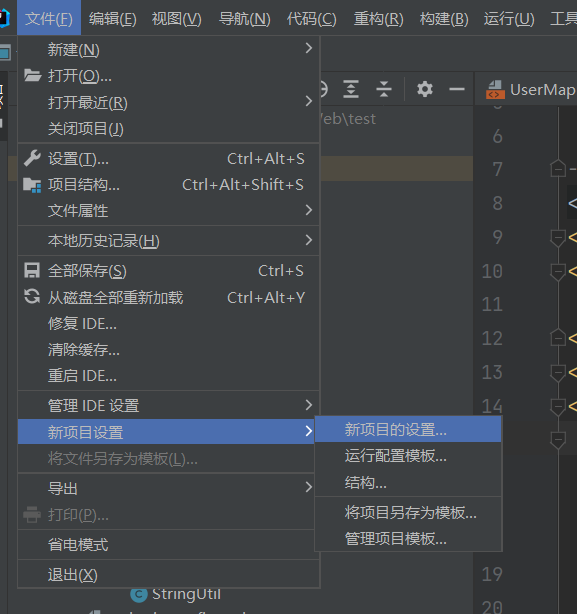 文件(F) 编辑(E) 视图(V) 导航(N) 代码(C) 重构(R) 构建(B) 运行(U) 工具
新建(N)
打开(O)...
打开最近(R)
关闭项目(J)
设置(T)... Ctrl+Alt+S
项目结构... Ctrl+Alt+Shift+S
文件属性
本地历史记录(H)
全部保存(S) Ctrl+S
从磁盘全部重新加载 Ctrl+Alt+Y
修复 IDE...
清除缓存...
重启 IDE...
管理 IDE 设置
新项目设置
将文件另存为模板(L)...
导出
打印(P)...
省电模式
退出(X)
新项目的设置...
运行配置模板...
结构...
将项目另存为模板...
管理项目模板...
eb\test
StringUtil
UserMap
6
7
8 <
9 <
10 <
11
12 <
13 <
14 <
19
20